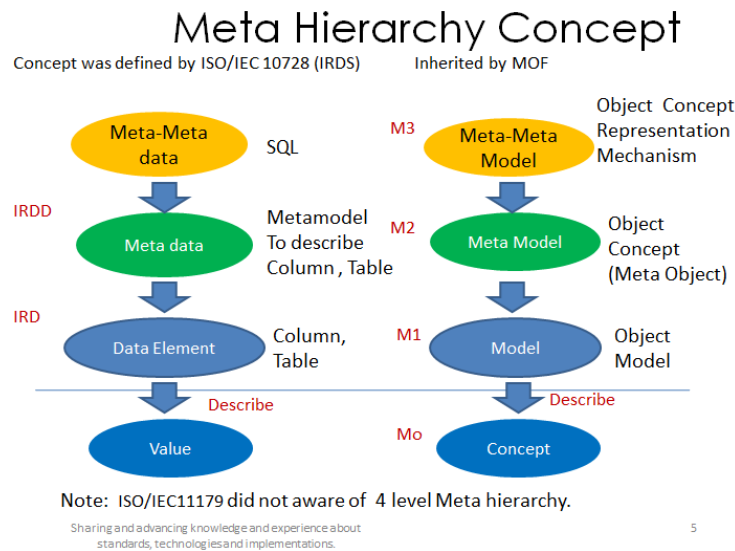 Meta Hierarchy Concept
Concept was defined by ISO/IEC 10728 (IRDS)
Inherited by MOF
Meta-Meta
data
SQL
IRDD
Meta data
Metamodel
To describe
Column , Table
IRD
Data Element
Column,
Table
Describe
Value
M3
Meta-Meta
Model
Object Concept
Representation
Mechanism
M2
Meta Model
Object
Concept
(Meta Object)
M1
Model
Object
Model
Describe
Mo
Concept
Note: ISO/IEC11179 did not aware of 4 level Meta hierarchy.
Sharing and advancing knowledge and experience about
standards, technologies and implementations.
5